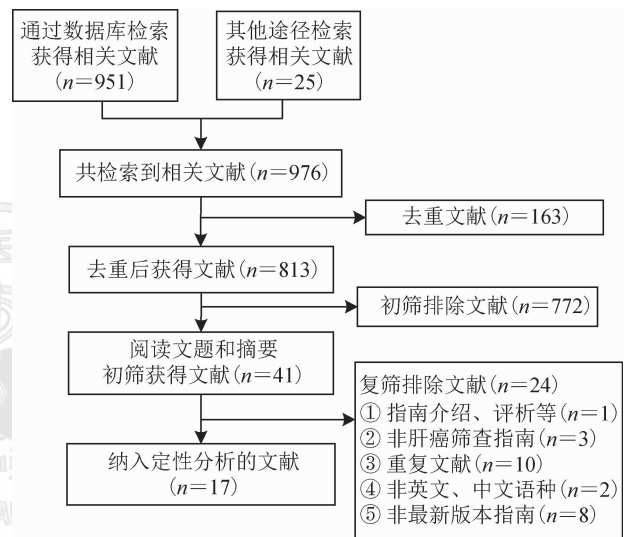 通过数据库检索
获得相关文献
(n=951)
其他途径检索
获得相关文献
(n=25)
共检索到相关文献(n=976)
去重文献(n=163)
去重后获得文献(n=813)
初筛排除文献(n=772)
阅读文题和摘要
初筛获得文献(n=41)
复筛排除文献(n=24)
① 指南介绍、评析等(n=1)
② 非肝癌筛查指南(n=3)
③ 重复文献(n=10)
④ 非英文、中文语种(n=2)
⑤ 非最新版本指南(n=8)
纳入定性分析的文献
(n=17)